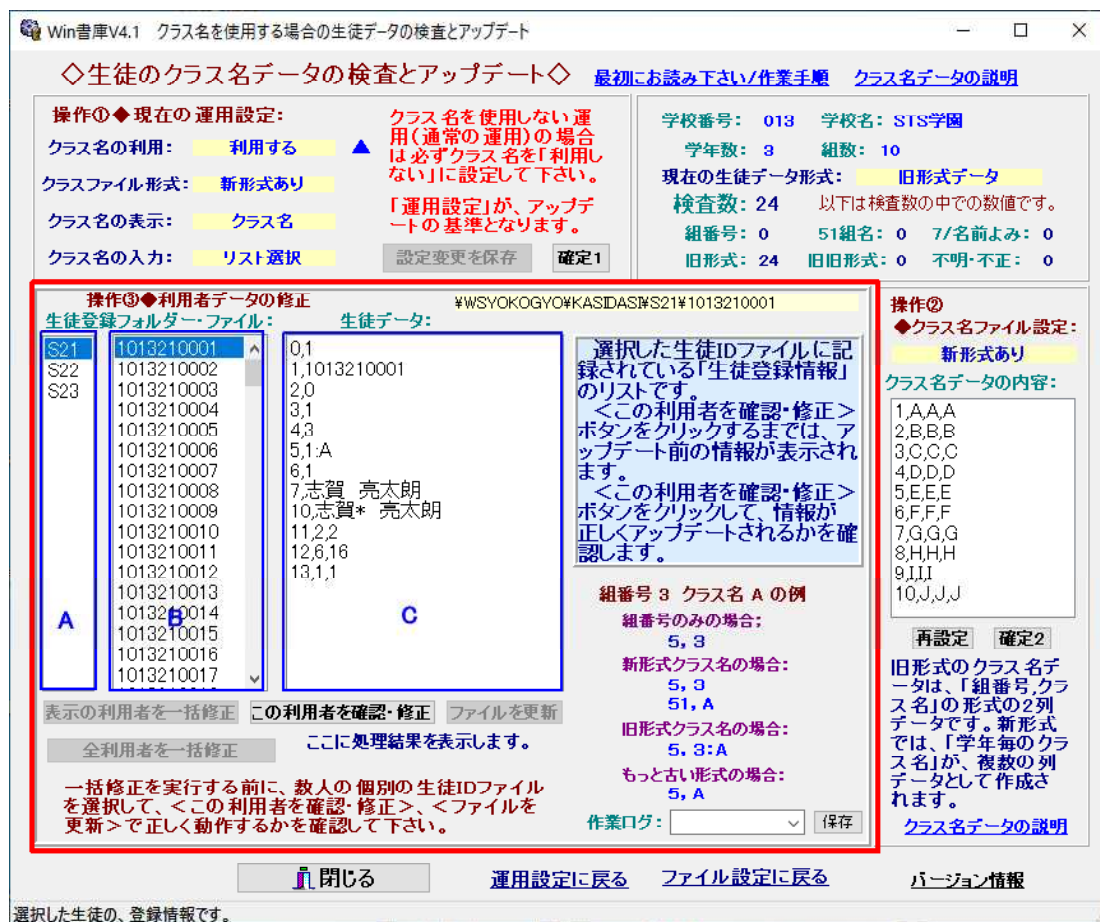 Win書庫V4.1 クラス名を使用する場合の生徒データの検査とアップデート
◇生徒のクラス名データの検査とアップデート◇
最初にお読み下さい/作業手順
クラス名データの説明
操作①◆現在の運用設定:
クラス名の利用: 利用する ▲
クラスファイル形式: 新形式あり
クラス名の表示: クラス名
クラス名の入力: リスト選択
クラス名を使用しない運
用(通常の運用)の場合
は必ずクラス名を「利用し
ない」に設定して下さい。
「運用設定」が、アップデ
ートの基準となります。
設定変更を保存 確定1
学校番号: 013 学校名: STS学園
学年数: 3 組数: 10
現在の生徒データ形式: 旧形式データ
検査数: 24 以下は検査数の中での数値です。
組番号: 0 51組名: 0 7/名前よみ: 0
旧形式: 24 旧旧形式: 0 不明・不正: 0
操作③◆利用者データの修正
¥WSYOKOGYO¥KASIDASI¥S21¥1013210001
生徒登録フォルダー・ファイル: 生徒データ:
S21
S22
S23
A
1013210001
1013210002
1013210003
1013210004
1013210005
1013210006
1013210007
1013210008
1013210009
1013210010
1013210011
1013210012
1013210013
1013210014
1013210015
1013210016
1013210017
B
0,1
1,1013210001
2,0
3,1
4,3
5,1:A
6,1
7,志賀 亮太朗
10,志賀* 亮太朗
11,2,2
12,6,16
13,1,1
C
選択した生徒IDファイルに記
録されている「生徒登録情報」
のリストです。
<この利用者を確認・修正>
ボタンをクリックするまでは、ア
ップデート前の情報が表示され
ます。
<この利用者を確認・修正>
ボタンをクリックして、情報が
正しくアップデートされるかを確
認します。
組番号 3 クラス名 A の例
組番号のみの場合;
5, 3
新形式クラス名の場合:
5, 3
51, A
旧形式クラス名の場合:
5, 3:A
もっと古い形式の場合:
5, A
表示の利用者を一括修正 この利用者を確認・修正 ファイルを更新
全利用者を一括修正 ここに処理結果を表示します。
一括修正を実行する前に、数人の個別の生徒IDファイル
を選択して、<この利用者を確認・修正>、<ファイルを
更新>で正しく動作するかを確認して下さい。
作業ログ: 保存
操作②
◆クラス名ファイル設定:
新形式あり
クラス名データの内容:
1,A,A,A
2,B,B,B
3,C,C,C
4,D,D,D
5,E,E,E
6,F,F,F
7,G,G,G
8,H,H,H
9,I,I,I
10,J,J,J
再設定 確定2
旧形式のクラス名デ
ータは、「組番号,クラ
ス名」の形式の2列
データです。新形式
では、「学年毎のクラ
ス名」が、複数の列
データとして作成さ
れます。
クラス名データの説明
閉じる 運用設定に戻る ファイル設定に戻る バージョン情報
選択した生徒の、登録情報です。